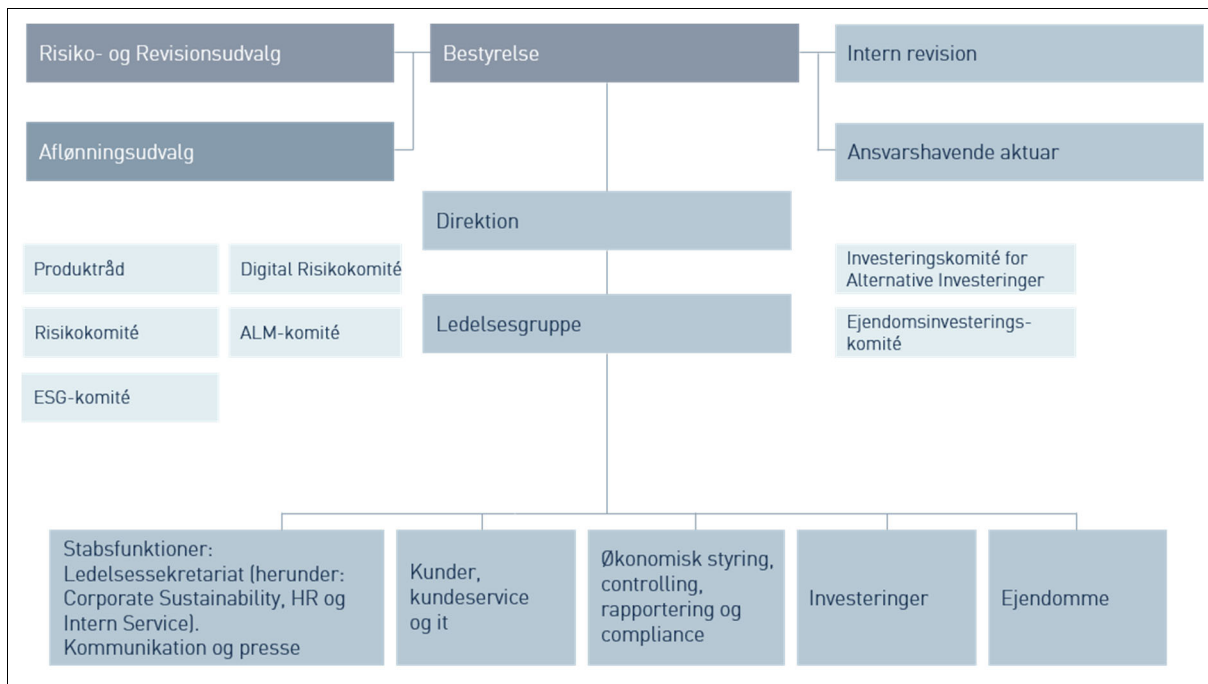 Risiko- og Revisionsudvalg
Bestyrelse
Intern revision
Aflønningsudvalg
Ansvarshavende aktuar
Direktion
Produktråd
Digital Risikokomité
Investeringskomité for
Alternative Investeringer
Risikokomité
ALM-komité
Ledelsesgruppe
Ejendomsinvesterings-
komité
ESG-komité
Stabsfunktioner:
Ledelsessekretariat (herunder:
Corporate Sustainability, HR og
Intern Service).
Kommunikation og presse
Kunder,
kundeservice
og it
Økonomisk styring,
controlling,
rapportering og
compliance
Investeringer
Ejendomme